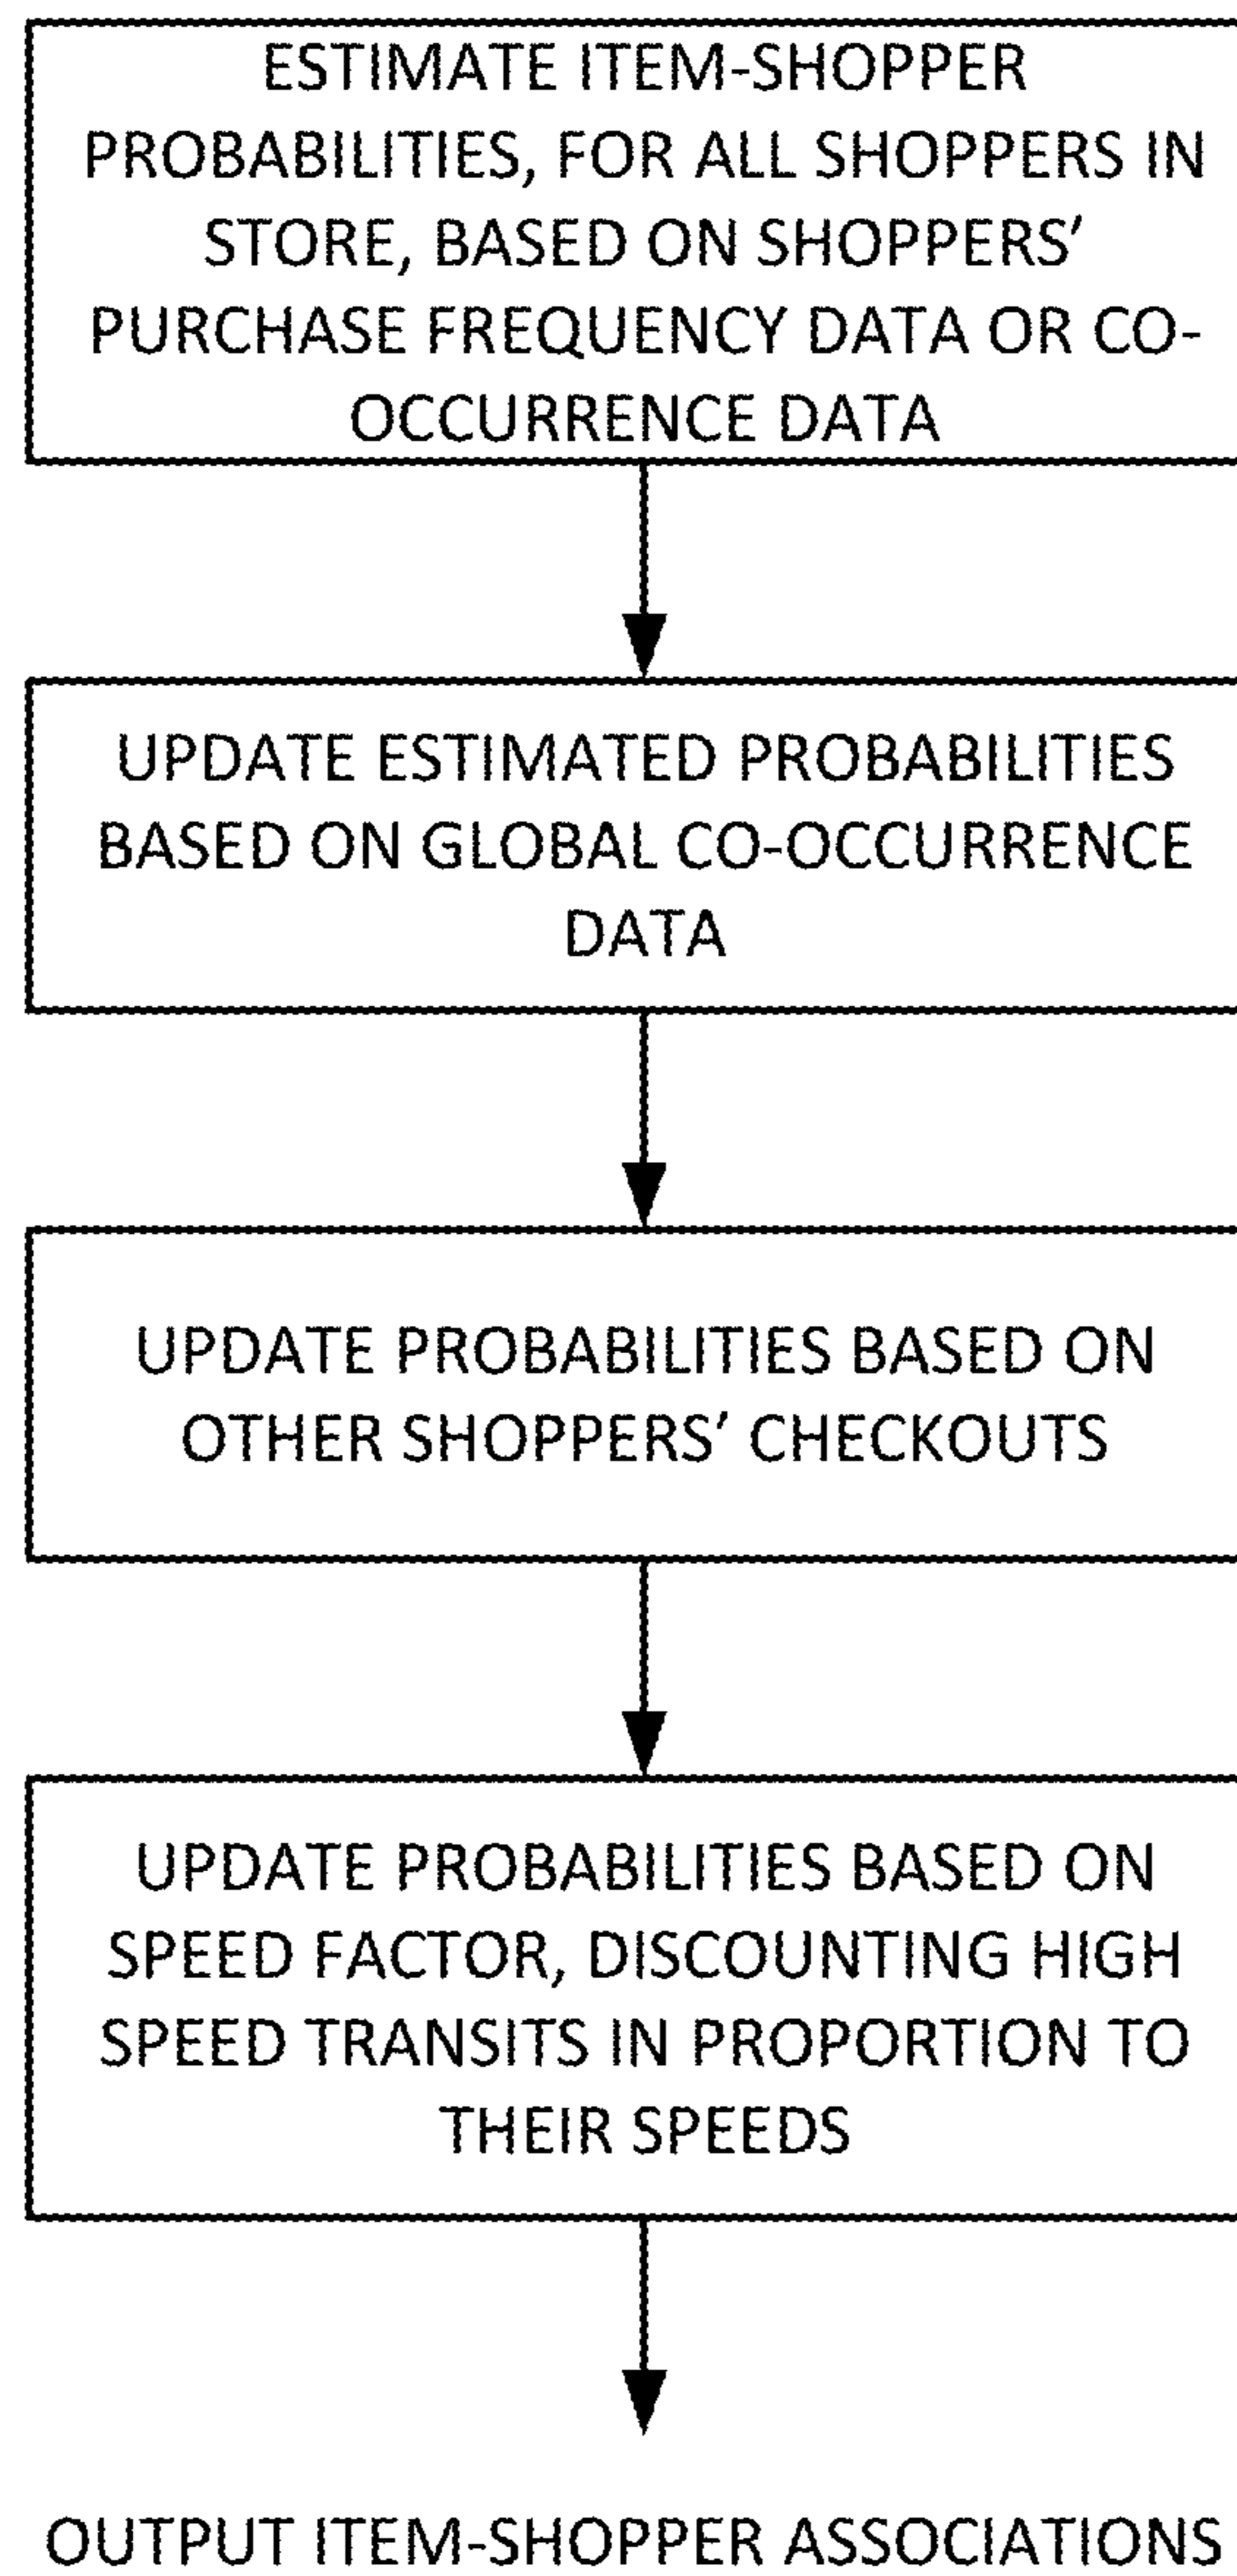 ESTIMATE ITEM-SHOPPER
PROBABILITIES, FOR ALL SHOPPERS IN
STORE, BASED ON SHOPPERS'
PURCHASE FREQUENCY DATA OR CO-
OCCURRENCE DATA
UPDATE ESTIMATED PROBABILITIES
BASED ON GLOBAL CO-OCCURRENCE
DATA
UPDATE PROBABILITIES BASED ON
OTHER SHOPPERS' CHECKOUTS
UPDATE PROBABILITIES BASED ON
SPEED FACTOR, DISCOUNTING HIGH
SPEED TRANSITS IN PROPORTION TO
THEIR SPEEDS
OUTPUT ITEM-SHOPPER ASSOCIATIONS